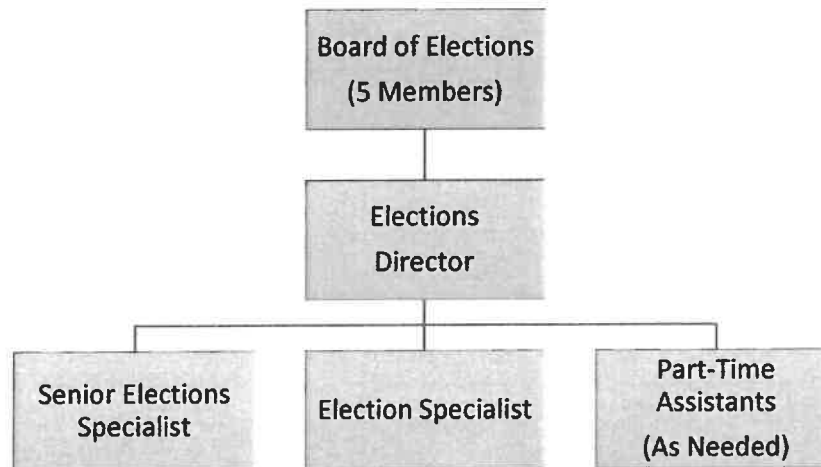 Board of Elections
(5 Members)
Elections
Director
Senior Elections
Specialist
Election Specialist
Part-Time
Assistants
(As Needed)